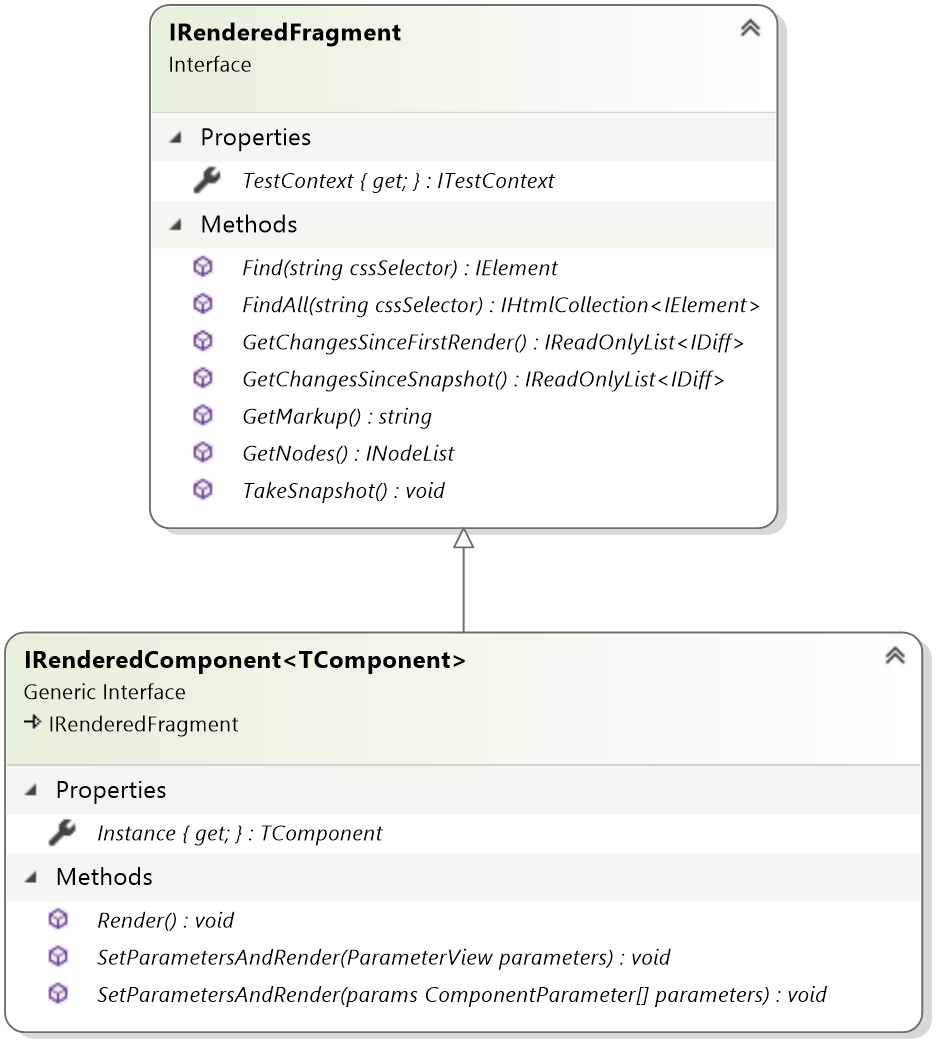 IRenderedFragment
Interface
Properties
TestContext { get; } : ITestContext
Methods
Find(string cssSelector) : IElement
FindAll(string cssSelector) : IHtmlCollection<IElement>
GetChangesSinceFirstRender() : IReadOnlyList<IDiff>
GetChangesSinceSnapshot() : IReadOnlyList<IDiff>
GetMarkup() : string
GetNodes() : INodeList
TakeSnapshot() : void
IRenderedComponent<TComponent>
Generic Interface
IRenderedFragment
Properties
Instance { get; } : TComponent
Methods
Render() : void
SetParametersAndRender(ParameterView parameters) : void
SetParametersAndRender(params ComponentParameter[] parameters) : void